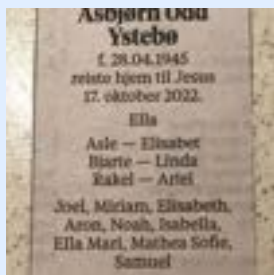 Asbjørn Odd
Ystebø
f. 28.04.1945
reiste hjem til Jesus
17. oktober 2022.
Ella
Asle — Elisabet
Bjarte — Linda
Rakel — Ariel
Joel, Miriam, Elisabeth,
Aron, Noah, Isabella,
Ella Mari, Mathea Sofie,
Samuel